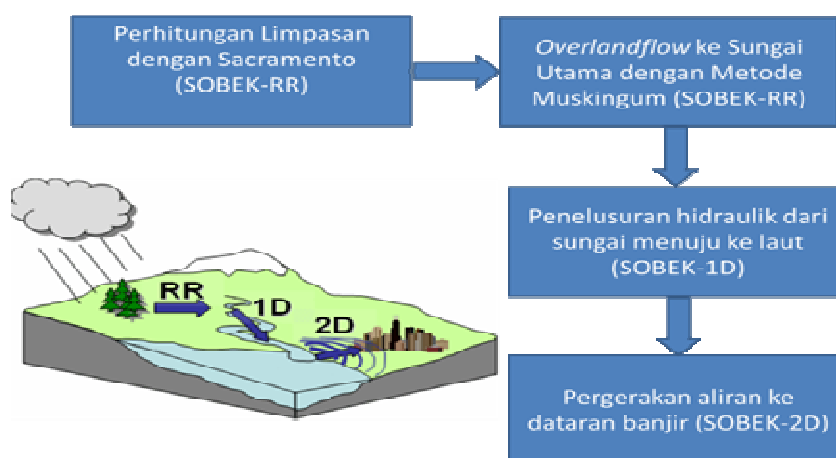 Perhitungan Limpasan
dengan Sacramento
(SOBEK-RR)
Overlandflow ke Sungai
Utama dengan Metode
Muskingum (SOBEK-RR)
Penelusuran hidraulik dari
sungai menuju ke laut
(SOBEK-1D)
Pergerakan aliran ke
dataran banjir (SOBEK-2D)
RR
1D
2D